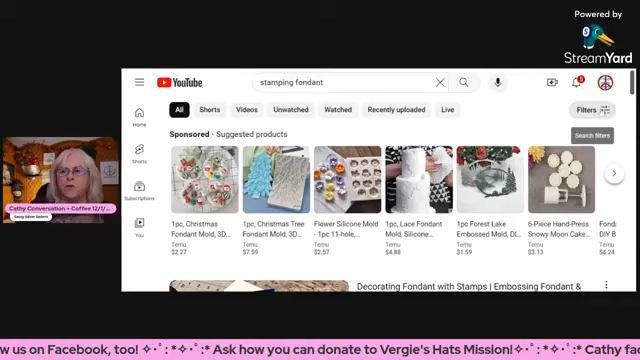 Powered by
StreamYard
YouTube
stamping fondant
5
All
Shorts
Videos
Unwatched
Watched
Recently uploaded
Live
Filters
Search filters
Home
Shorts
Subscriptions
You
Sponsored · Suggested products
1pc, Christmas
Fondant Mold, 3D...
Temu
$2.27
1pc, Christmas Tree
Fondant Mold, 3D...
Temu
$7.59
Flower Silicone Mold
- 1pc 11-hole,...
Temu
$2.57
1pc, Lace Fondant
Mold, Silicone...
Temu
$4.88
1pc Forest Lake
Embossed Mold, DI...
Temu
$1.59
6-Piece Hand-Press
Snowy Moon Cake...
Temu
$3.13
Fonda
DIY B
Temu
$4.24
Decorating Fondant with Stamps | Embossing Fondant &
Cathy Conversation + Coffee 12/1/...
Sassy Silver Sisters
w us on Facebook, too! ✧⋆･ﾟ: *✧⋆･ﾟ:* Ask how you can donate to Vergie's Hats Mission!✧⋆･ﾟ: *✧⋆･ﾟ:* Cathy fac